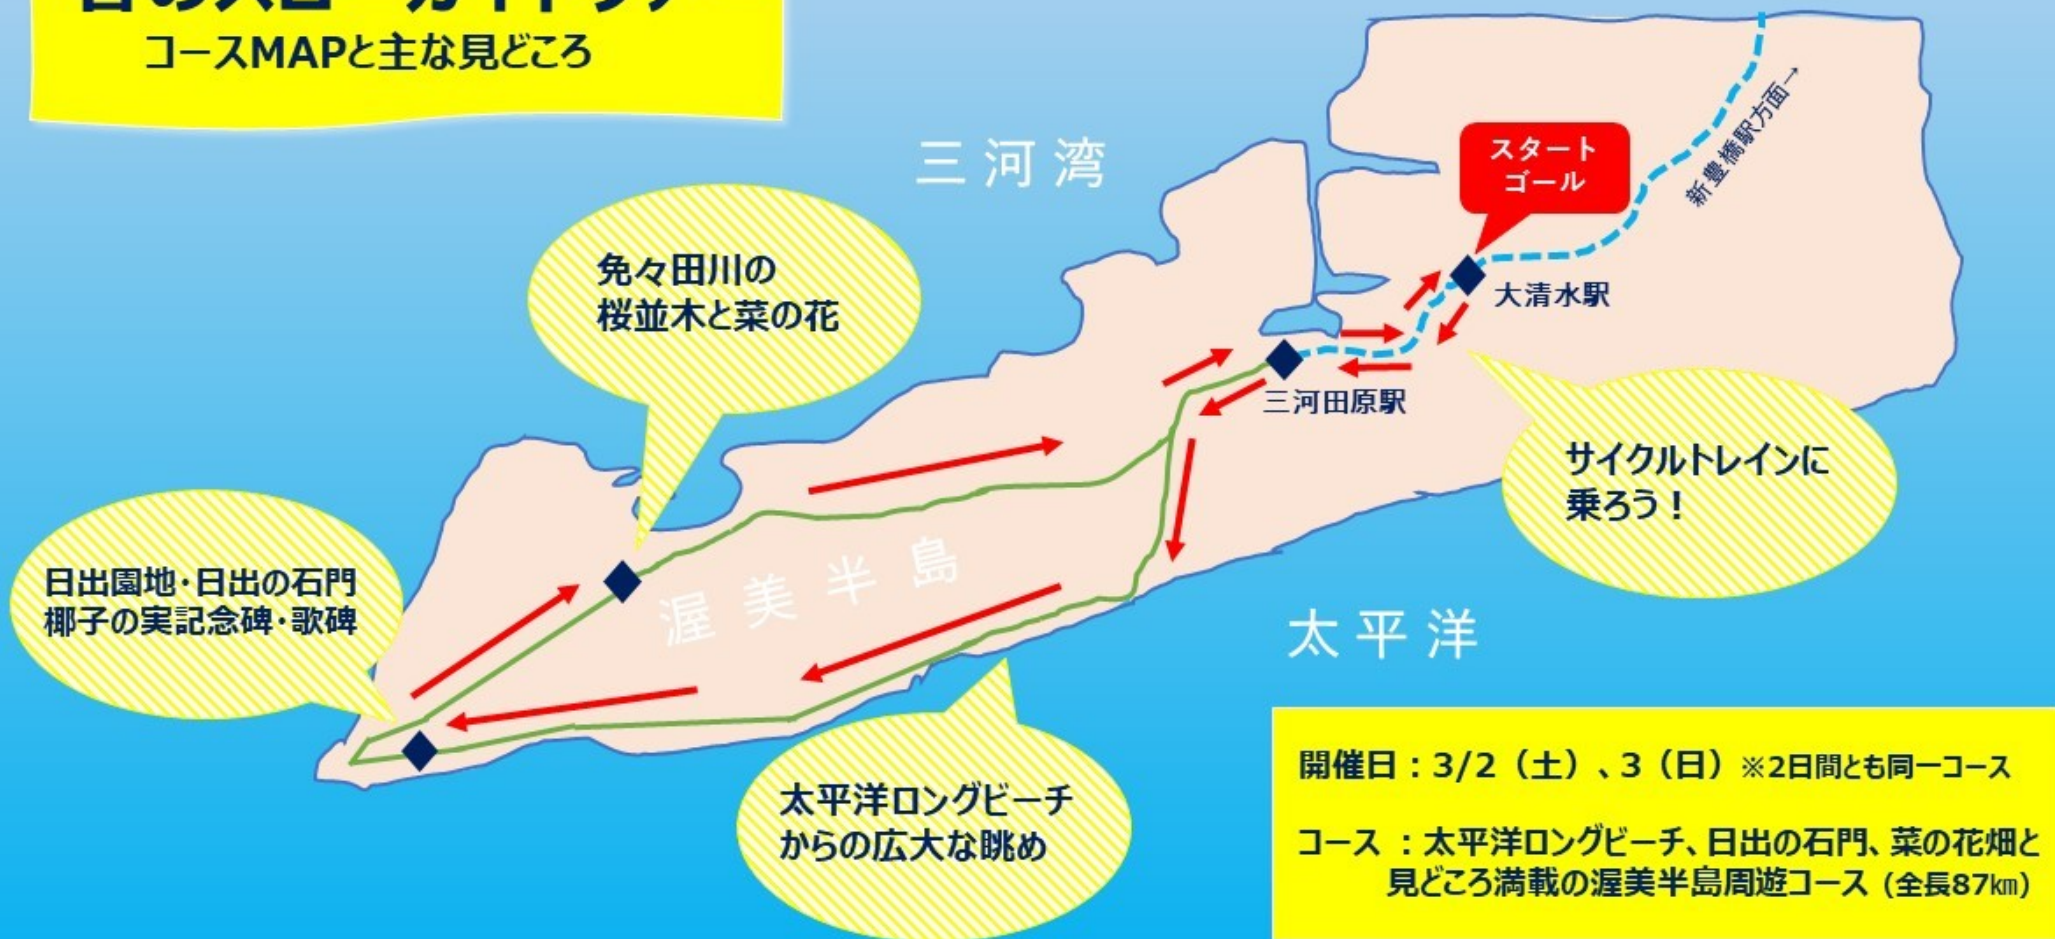 コースMAPと主な見どころ
三河湾
スタート
ゴール
新豊橋駅方面→
大清水駅
免々田川の
桜並木と菜の花
三河田原駅
サイクルトレインに
乗ろう！
日出園地・日出の石門
椰子の実記念碑・歌碑
渥美半島
太平洋
太平洋ロングビーチ
からの広大な眺め
開催日：3/2（土）、3（日）※2日間とも同一コース
コース ：太平洋ロングビーチ、日出の石門、菜の花畑と
見どころ満載の渥美半島周遊コース (全長87㎞)